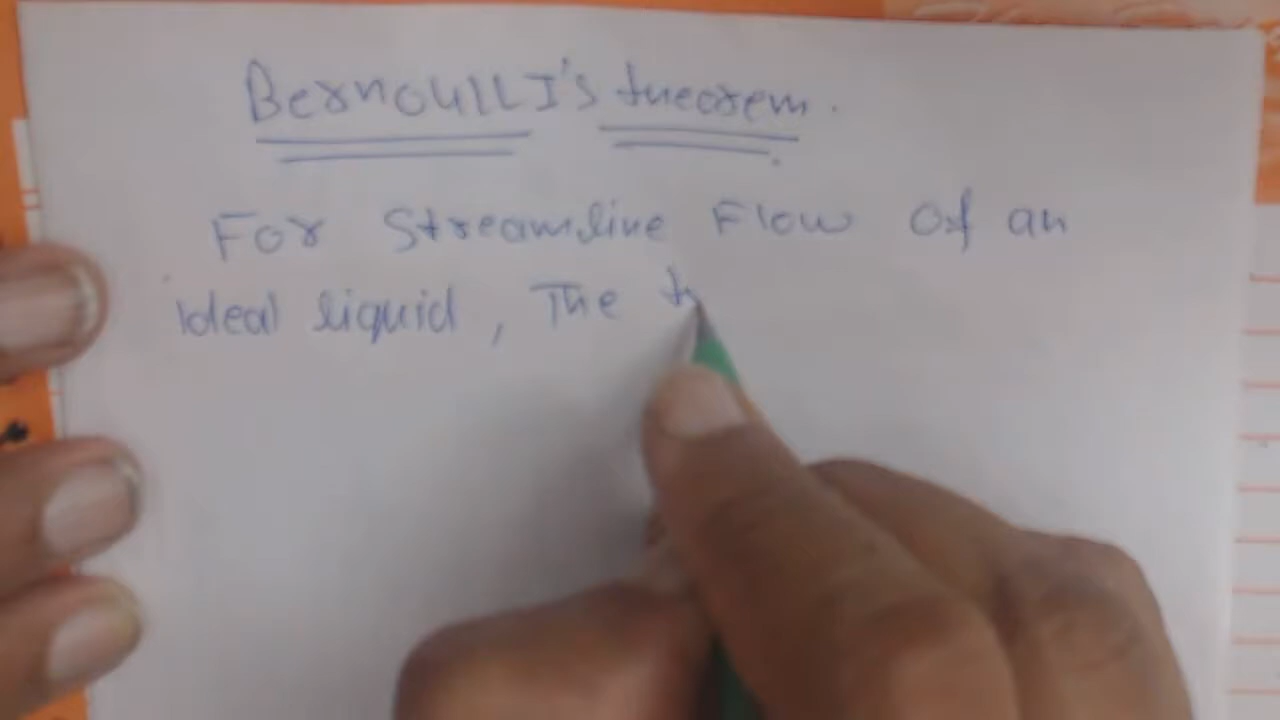 BernoulLI's theorem.
For Streamline Flow Of an
ideal liquid, The